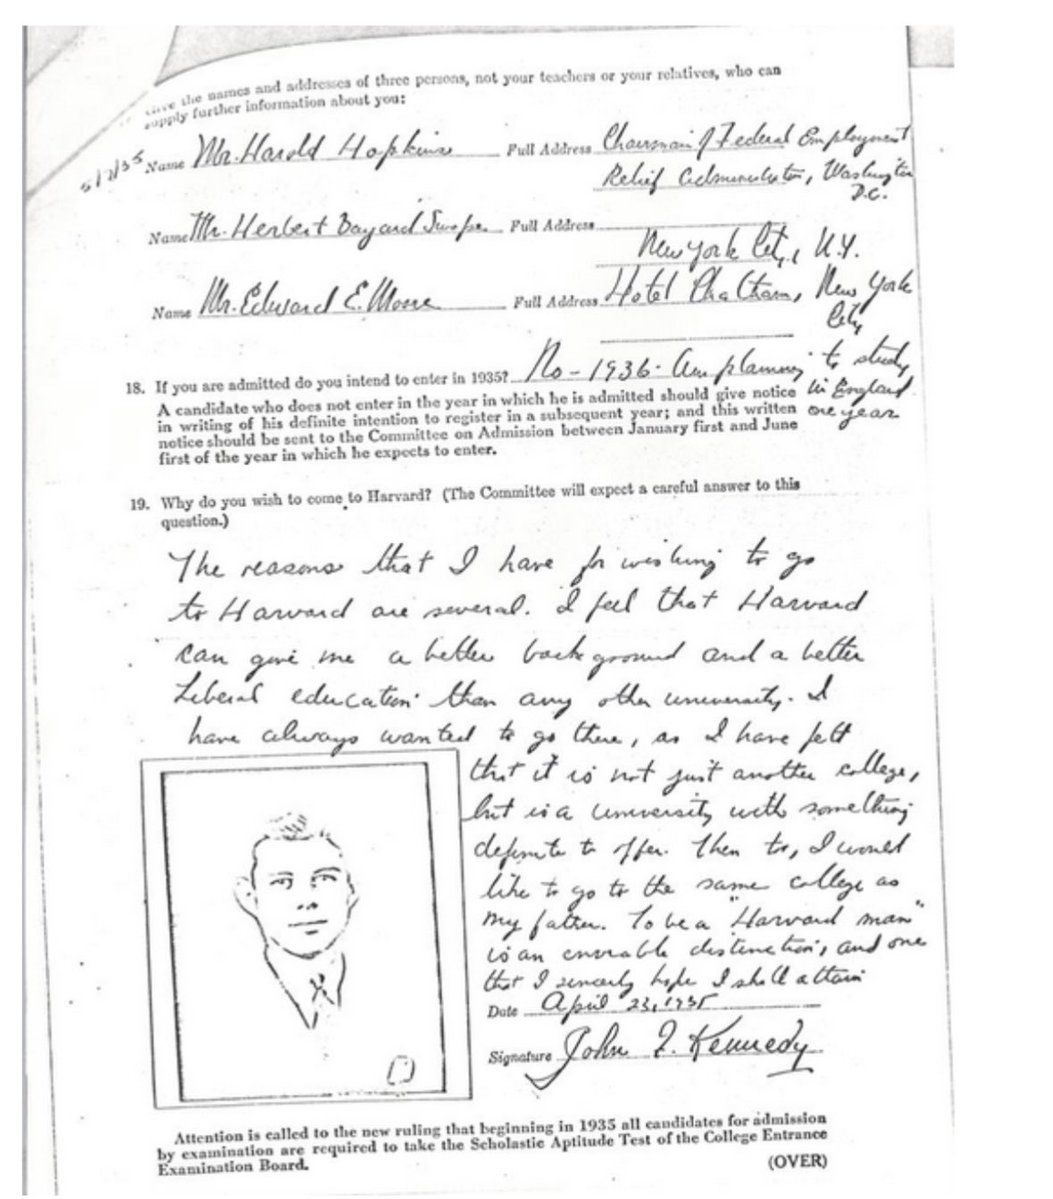 Give the names and addresses of three persons, not your teachers or your relatives, who can
supply further information about you:
5/7/35
Name Mr. Harold Hopkins Full Address Chairman of Federal Employment
Relief Administration, Washington
D.C.
Name Mr. Herbert Bayard Swope Full Address
New York City, N.Y.
Name Mr. Edward E. Moore Full Address Hotel Chatham, New York
City
18. If you are admitted do you intend to enter in 1935? No - 1936. Am planning to study
in England
one year
A candidate who does not enter in the year in which he is admitted should give notice
in writing of his definite intention to register in a subsequent year; and this written
notice should be sent to the Committee on Admission between January first and June
first of the year in which he expects to enter.
19. Why do you wish to come to Harvard? (The Committee will expect a careful answer to this
question.)
The reasons that I have for wishing to go
to Harvard are several. I feel that Harvard
can give me a better background and a better
liberal education than any other university. I
have always wanted to go there, as I have felt
that it is not just another college,
but is a university with something
definite to offer. Then too, I would
like to go to the same college as
my father. To be a "Harvard man"
is an enviable distinction, and one
that I sincerely hope I shall attain
Date April 23, 1935
Signature John F. Kennedy
Attention is called to the new ruling that beginning in 1935 all candidates for admission
by examination are required to take the Scholastic Aptitude Test of the College Entrance
Examination Board.
(OVER)